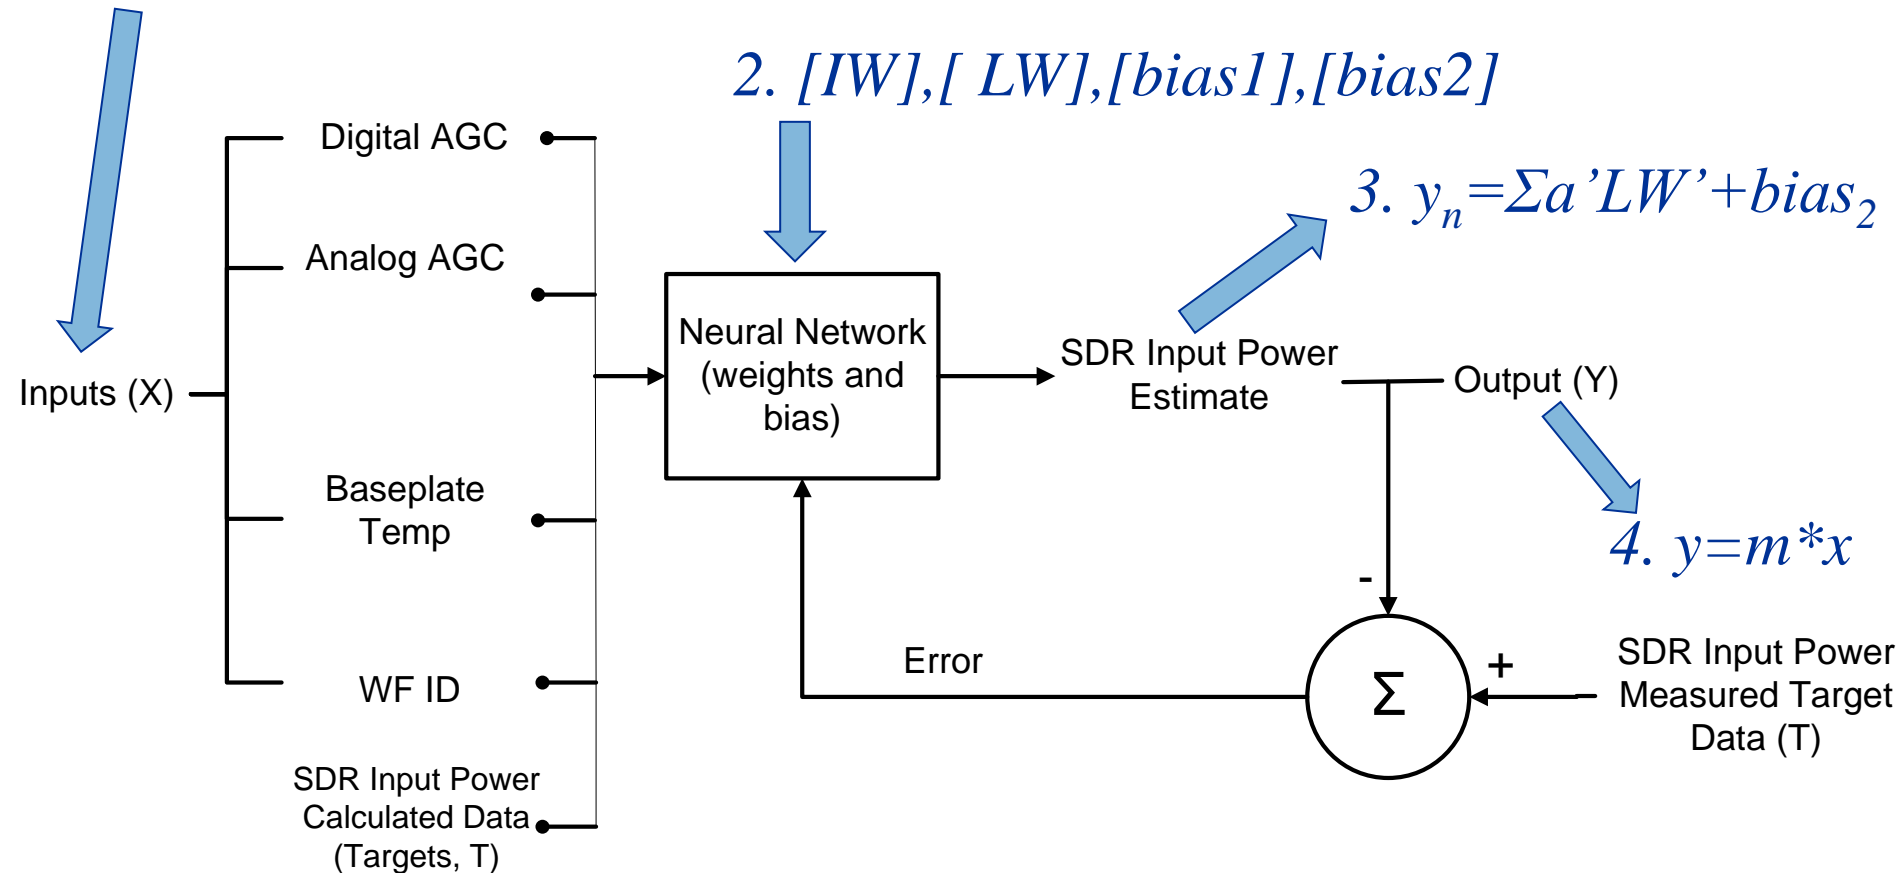 2. [IW],[ LW],[bias1],[bias2]
Digital AGC
3. yₙ=Σa’LW’+bias₂
Analog AGC
Neural Network
(weights and
bias)
SDR Input Power
Estimate
Inputs (X)
Output (Y)
Baseplate
Temp
4. y=m*x
-
Error
+
Σ
SDR Input Power
Measured Target
Data (T)
WF ID
SDR Input Power
Calculated Data
(Targets, T)